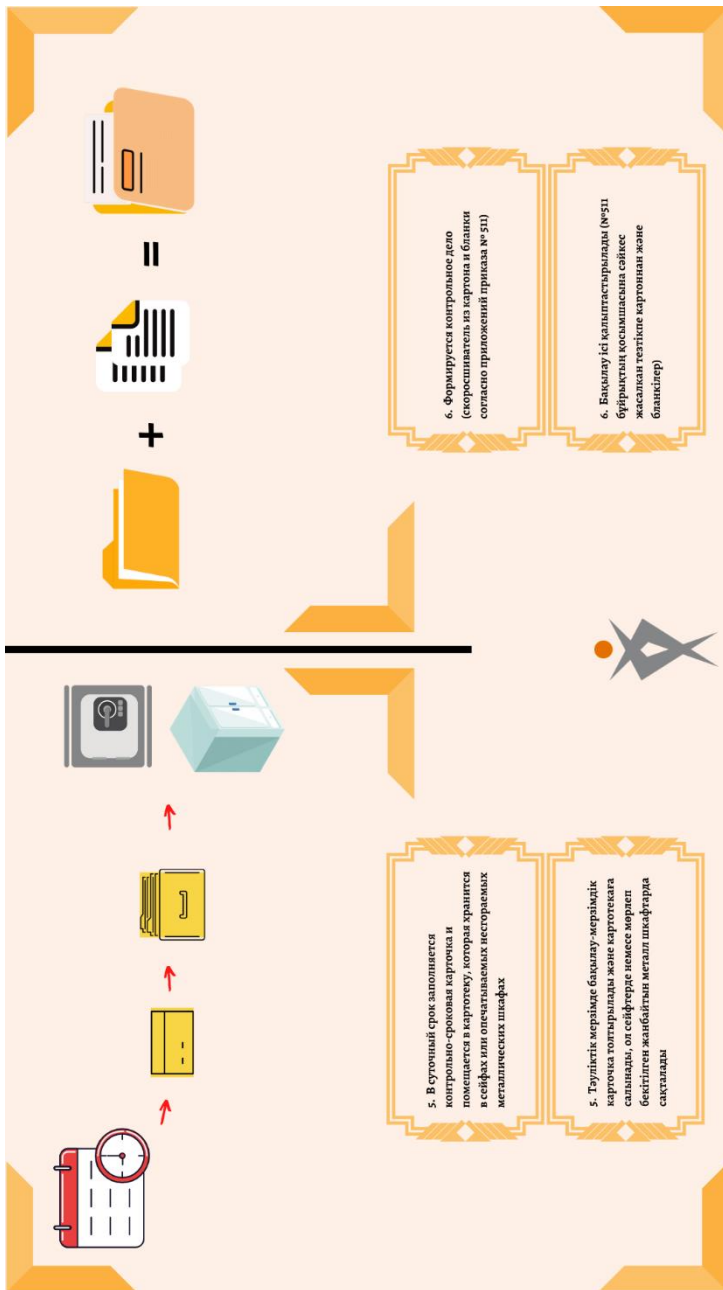 5. В суточный срок заполняется
контрольно-сроковая карточка и
помещается в картотеку, которая хранится
в сейфах или опечатываемых несгораемых
металлических шкафах
5. Тәуліктік мерзімде бақылау-мерзімдік
карточка толтырылады және картотекаға
салынады, ол сейфтерде немесе мөрлеп
бекітілген жанбайтын металл шкафтарда
сақталады
+
=
6. Формируется контрольное дело
(скоросшиватель из картона и бланки
согласно приложений приказа № 511)
6. Бақылау ісі қалыптастырылады (№511
бұйрықтың қосымшасына сәйкес
жасалкан тезтікпе картоннан және
бланкілер)